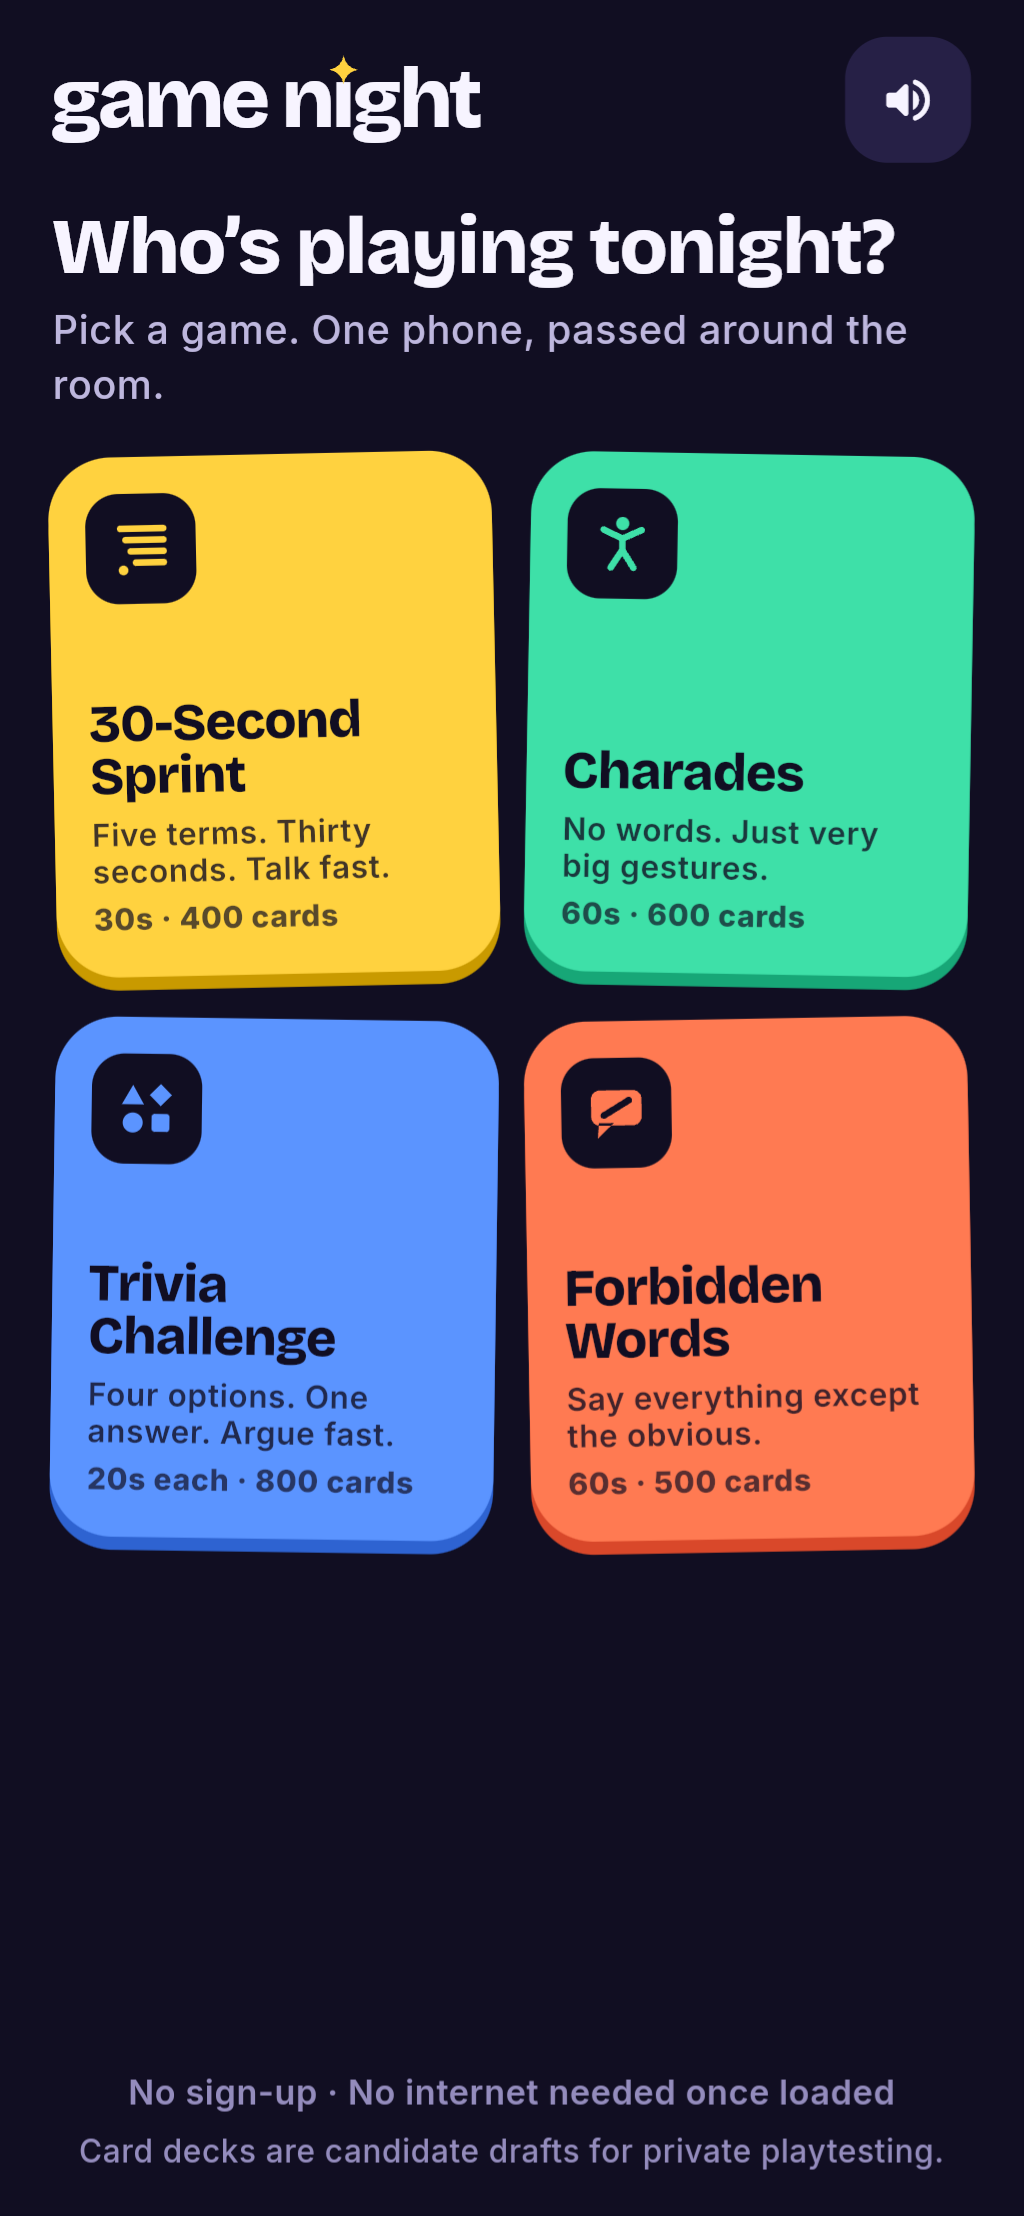 game night
Who's playing tonight?
Pick a game. One phone, passed around the
room.
30-Second
Sprint
Five terms. Thirty
seconds. Talk fast.
30s · 400 cards
Charades
No words. Just very
big gestures.
60s · 600 cards
Trivia
Challenge
Four options. One
answer. Argue fast.
20s each · 800 cards
Forbidden
Words
Say everything except
the obvious.
60s · 500 cards
No sign-up · No internet needed once loaded
Card decks are candidate drafts for private playtesting.